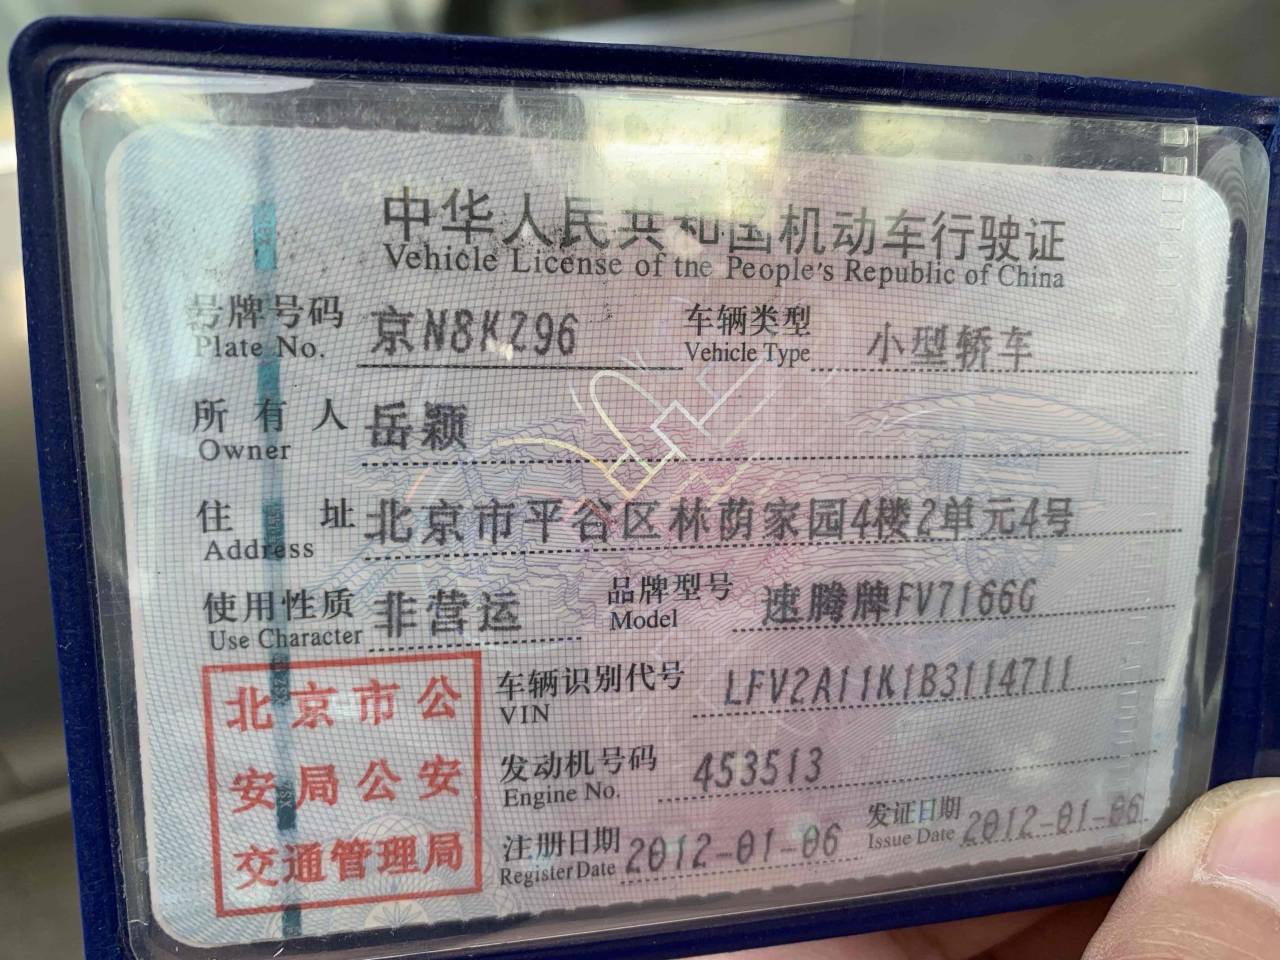 中华人民共和国机动车行驶证
Vehicle License of the People's Republic of China
号牌号码 京N8KZ96 车辆类型 小型轿车
Plate No. Vehicle Type
所有人 岳颖
Owner
住址 北京市平谷区林荫家园4楼2单元4号
Address
使用性质 非营运 品牌型号 速腾牌FV7166G
Use Character Model
车辆识别代号 LFV2A11K1B3114711
VIN
发动机号码 453513
Engine No.
注册日期 2012-01-06 发证日期 2012-01-06
Register Date Issue Date
北京市公
安局公安
交通管理局